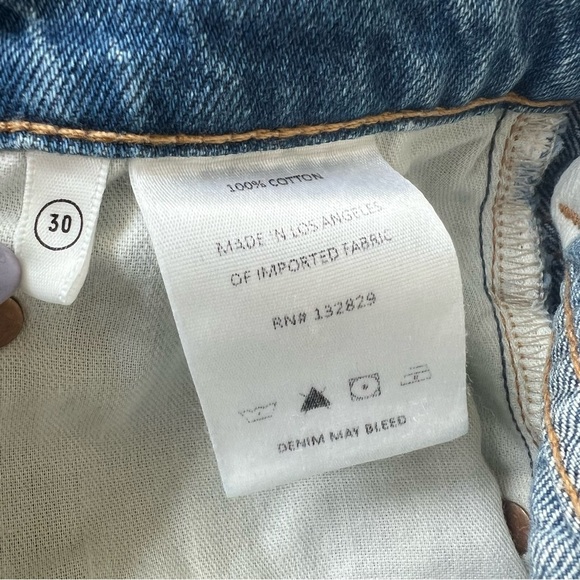 30
100% COTTON
MADE IN LOS ANGELES
OF IMPORTED FABRIC
RN# 132829
DENIM MAY BLEED